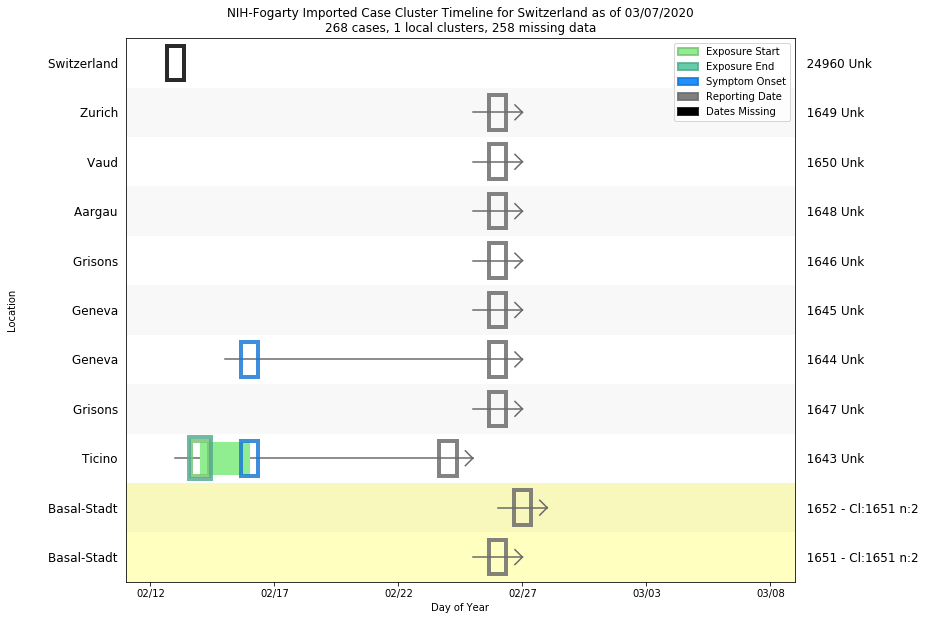 NIH-Fogarty Imported Case Cluster Timeline for Switzerland as of 03/07/2020
268 cases, 1 local clusters, 258 missing data
Exposure Start
Exposure End
Symptom Onset
Reporting Date
Dates Missing
Switzerland 24960 Unk
Zurich 1649 Unk
Vaud 1650 Unk
Aargau 1648 Unk
Grisons 1646 Unk
Geneva 1645 Unk
Geneva 1644 Unk
Grisons 1647 Unk
Ticino 1643 Unk
Basal-Stadt 1652 - Cl:1651 n:2
Basal-Stadt 1651 - Cl:1651 n:2
Location
02/12 02/17 02/22 02/27 03/03 03/08
Day of Year